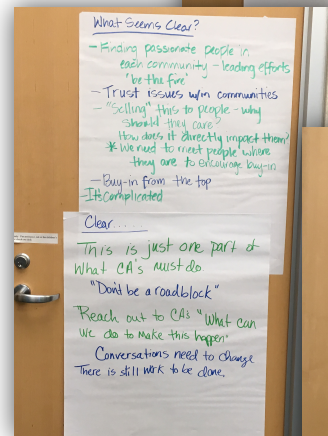 What Seems Clear?
- Finding passionate people in
each community - leading efforts
"be the fire"
- Trust issues w/in communities
- "Selling" this to people - why
should they care?
How does it directly impact them?
* We need to meet people where
they are to encourage buy-in
- Buy-in from the top
- It's complicated
Clear.....
This is just one part of
what CA's must do
"Don't be a roadblock"
"Reach out to CA's "What can
we do to make this happen"
Conversations need to change
There is still work to be done.